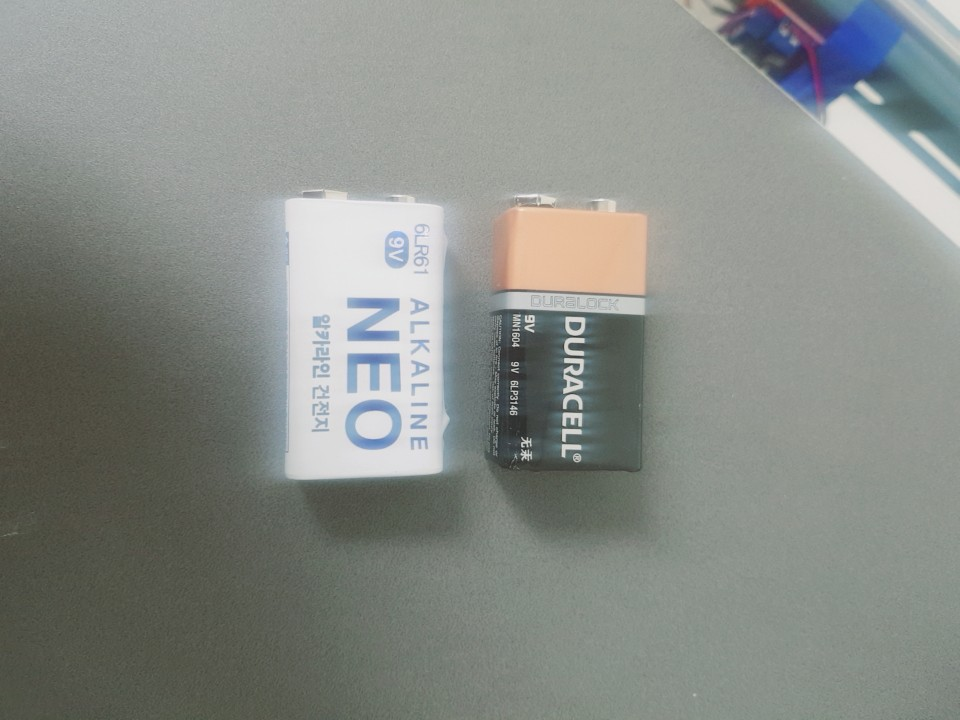 6LR61
9V
ALKALINE
NEO
알카라인 건전지
DURALOCK
DURACELL®
9V
无汞
MN1604 9V 6LP3146